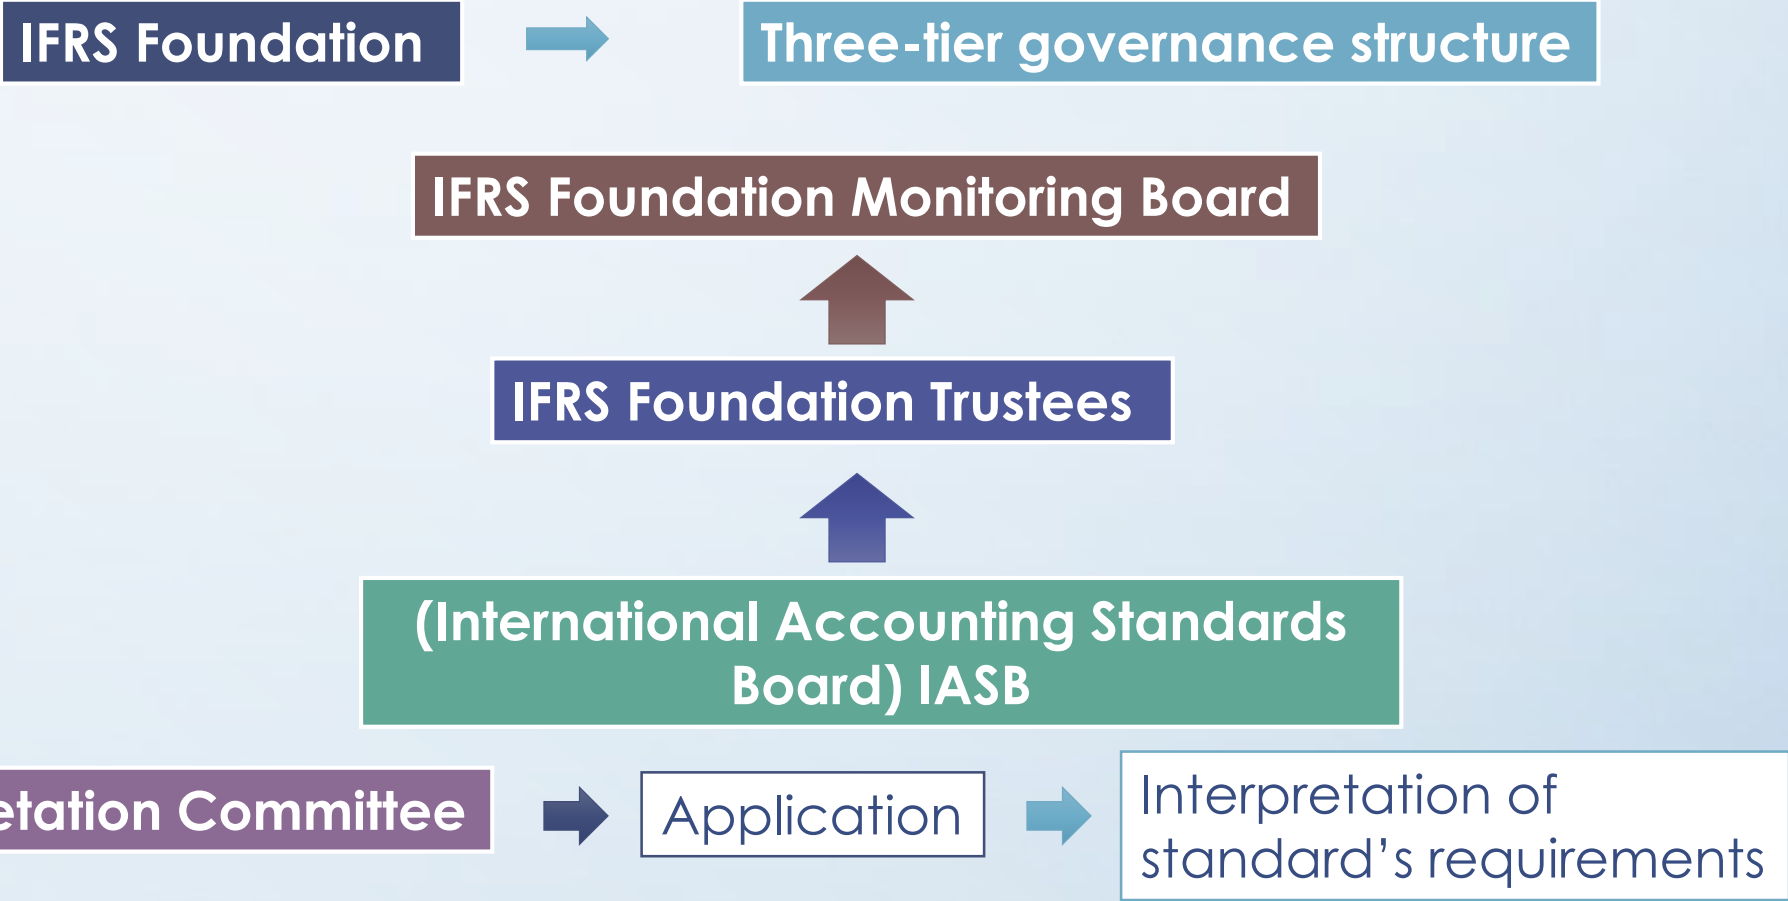 IFRS Foundation
Three-tier governance structure
IFRS Foundation Monitoring Board
IFRS Foundation Trustees
(International Accounting Standards
Board) IASB
Committee
Application
Interpretation of
standard's requirements